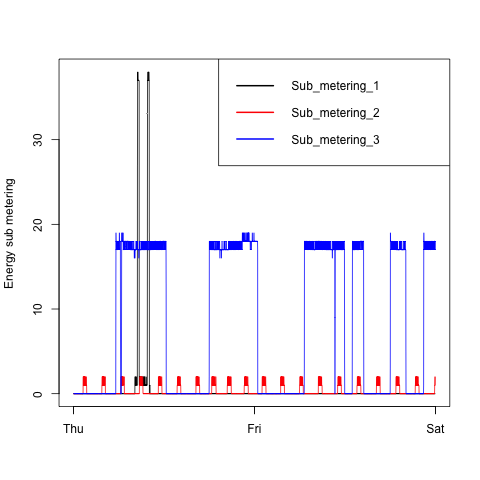 Sub_metering_1
Sub_metering_2
Sub_metering_3
Energy sub metering
30
20
10
0
Thu Fri Sat